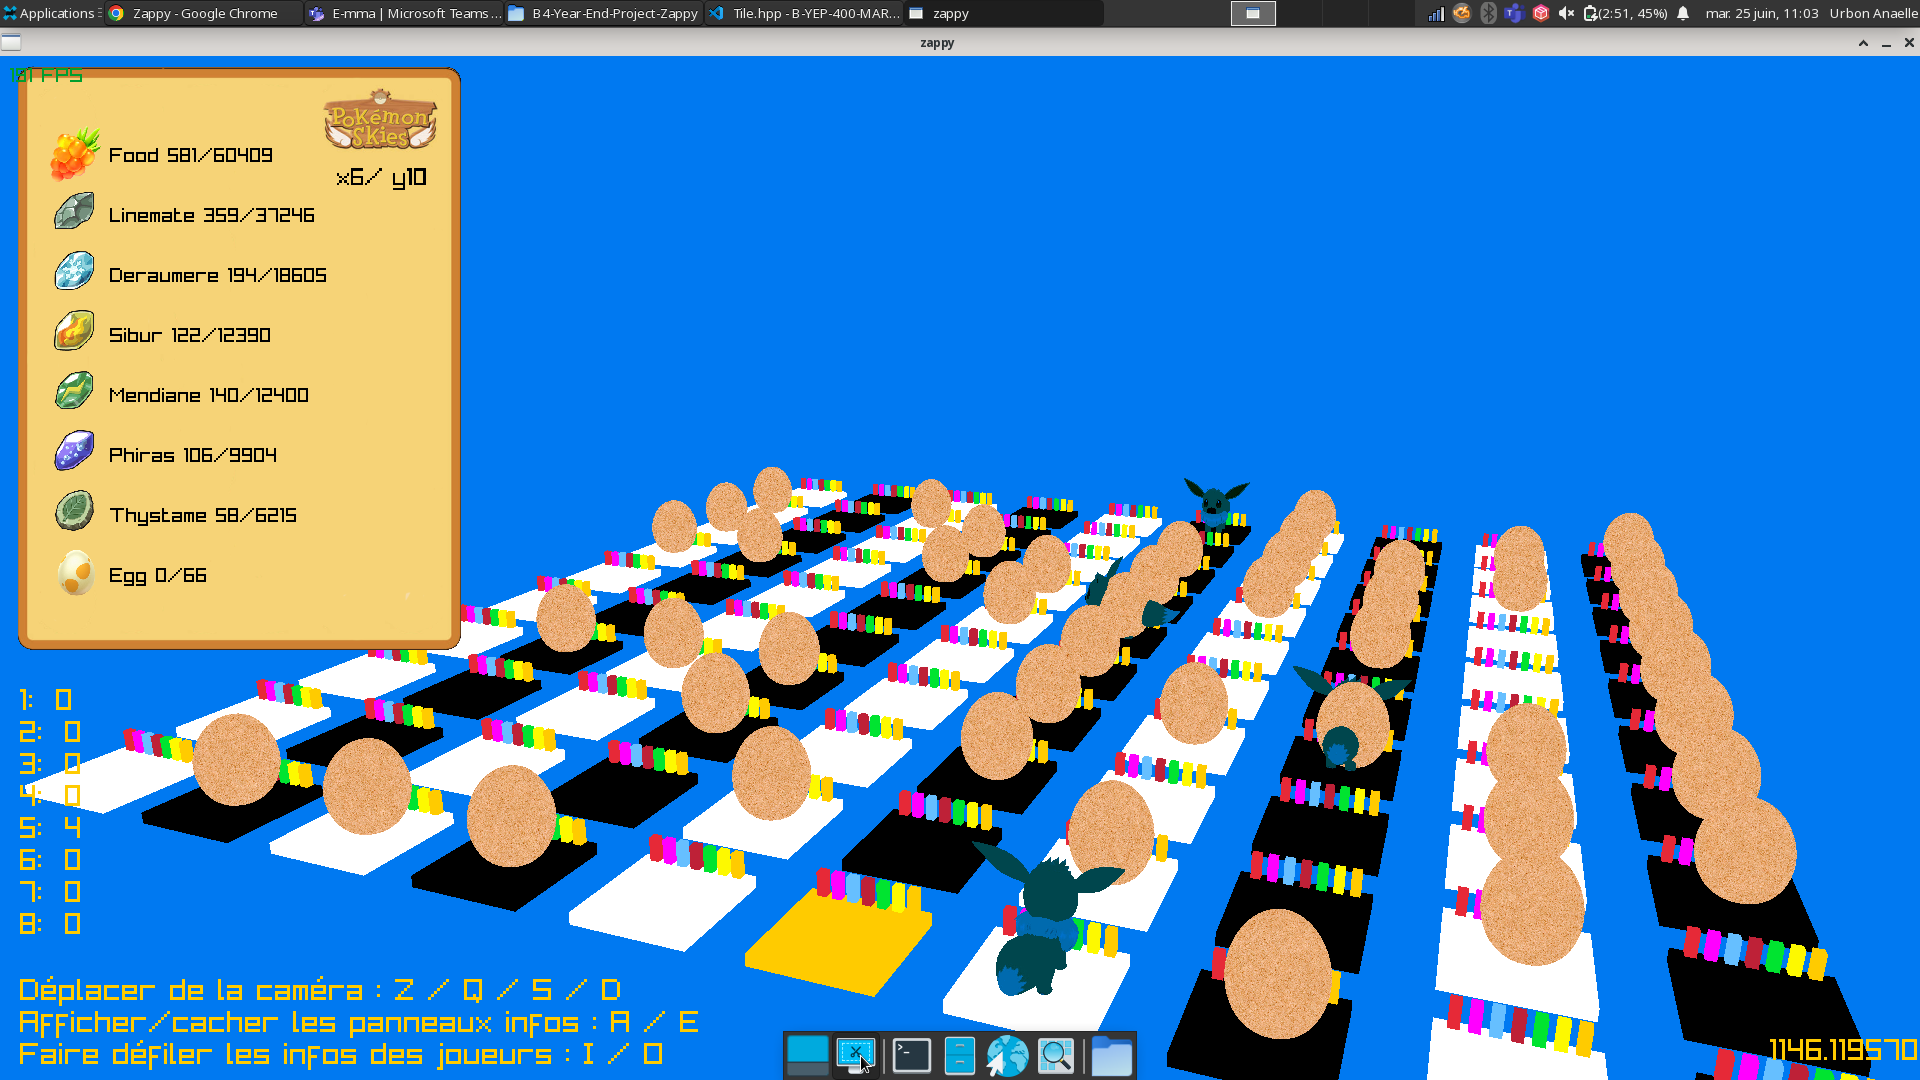 Applications
Zappy - Google Chrome
E-mma | Microsoft Teams ...
B4-Year-End-Project-Zappy
Tile.hpp - B-YEP-400-MAR...
zappy
(2:51, 45%)
mar. 25 juin, 11:03
Urbon Anaelle
zappy
191 FPS
Pokémon
Skies
x6/ y10
Food 581/60409
Linemate 359/37246
Deraumere 194/18605
Sibur 122/12390
Mendiane 140/12400
Phiras 106/9904
Thystame 58/6215
Egg 0/66
1: 0
2: 0
3: 0
4: 0
5: 4
6: 0
7: 0
8: 0
Déplacer de la caméra : Z / Q / S / D
Afficher/cacher les panneaux infos : A / E
Faire défiler les infos des joueurs : I / O
1146.119570